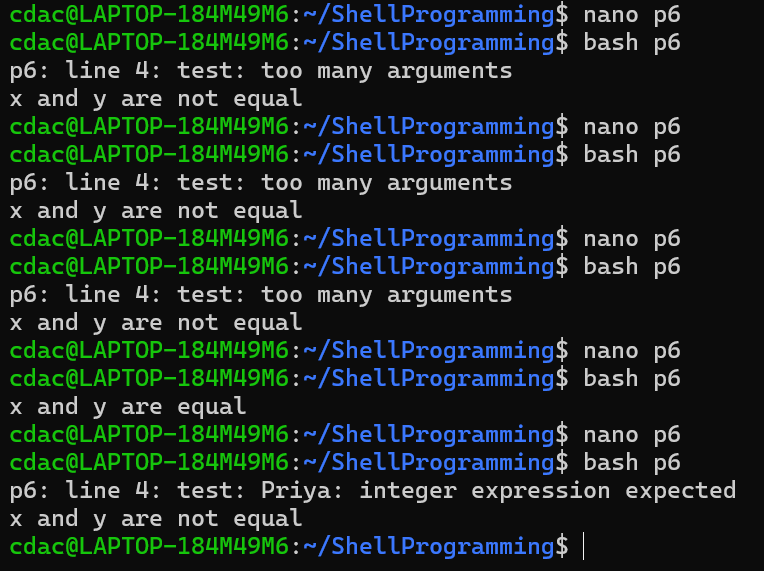 cdac@LAPTOP-184M49M6:~/ShellProgramming$ nano p6
cdac@LAPTOP-184M49M6:~/ShellProgramming$ bash p6
p6: line 4: test: too many arguments
x and y are not equal
cdac@LAPTOP-184M49M6:~/ShellProgramming$ nano p6
cdac@LAPTOP-184M49M6:~/ShellProgramming$ bash p6
p6: line 4: test: too many arguments
x and y are not equal
cdac@LAPTOP-184M49M6:~/ShellProgramming$ nano p6
cdac@LAPTOP-184M49M6:~/ShellProgramming$ bash p6
p6: line 4: test: too many arguments
x and y are not equal
cdac@LAPTOP-184M49M6:~/ShellProgramming$ nano p6
cdac@LAPTOP-184M49M6:~/ShellProgramming$ bash p6
x and y are equal
cdac@LAPTOP-184M49M6:~/ShellProgramming$ nano p6
cdac@LAPTOP-184M49M6:~/ShellProgramming$ bash p6
p6: line 4: test: Priya: integer expression expected
x and y are not equal
cdac@LAPTOP-184M49M6:~/ShellProgramming$